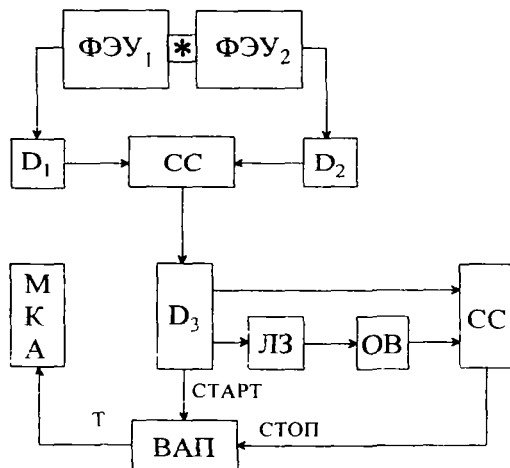 ФЭУ₁ * ФЭУ₂
D₁ СС D₂
М
К
А
D₃ ЛЗ ОВ СС
СТАРТ
Т ВАП СТОП